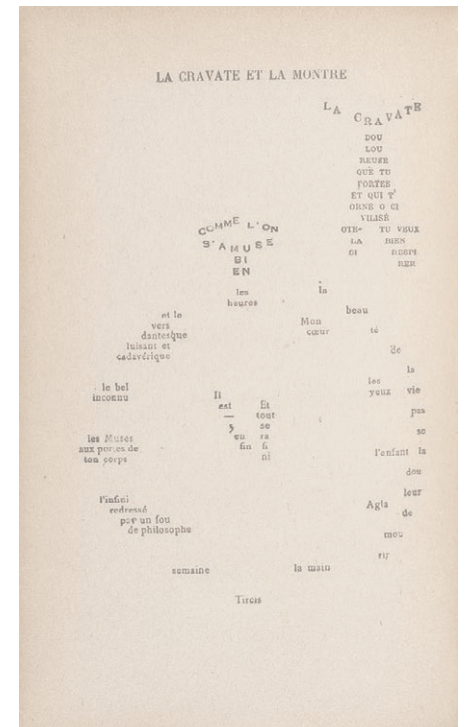 LA CRAVATE ET LA MONTRE
LA CRAVATE
DOU
LOU
REUSE
QUE TU
PORTES
ET QUI T'
ORNE O CI
VILISÉ
OTE- TU VEUX
LA BIEN
SI RESPI
RER
COMME L'ON
S'AMUSE
BI
EN
les
heures
et le
vers
dantesque
luisant et
cadavérique
le bel
inconnu
les Muses
aux portes de
ton corps
l'infini
redressé
par un fou
de philosophe
semaine
Tircis
la main
Mon
cœur
les
yeux
l'enfant
Agla
la
beau
té
de
la
vie
pas
se
la
dou
leur
de
mou
rir
Il
est
—
5
en
fin
Et
tout
se
ra
fi
ni